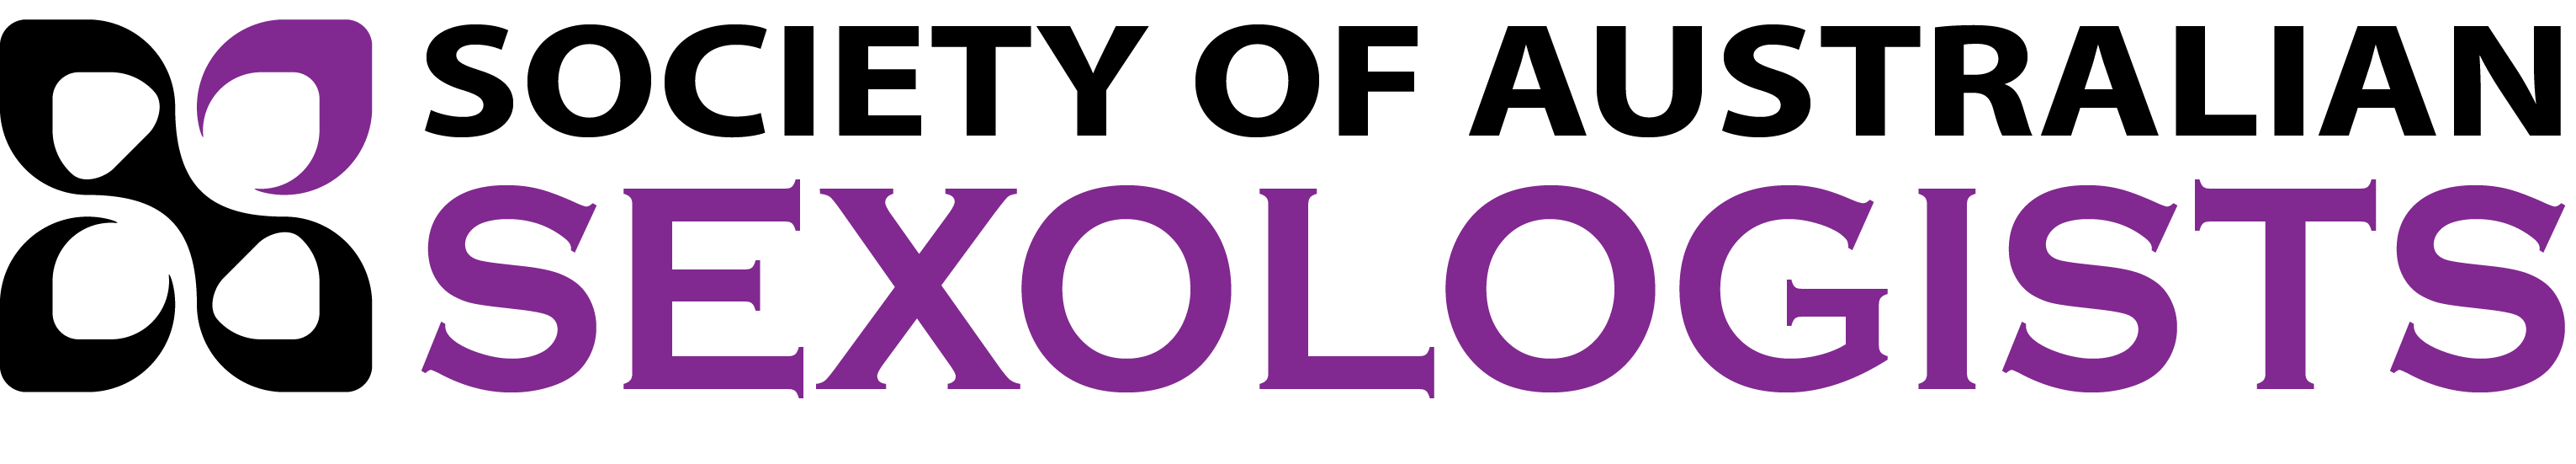 SOCIETY OF AUSTRALIAN
SEXOLOGISTS